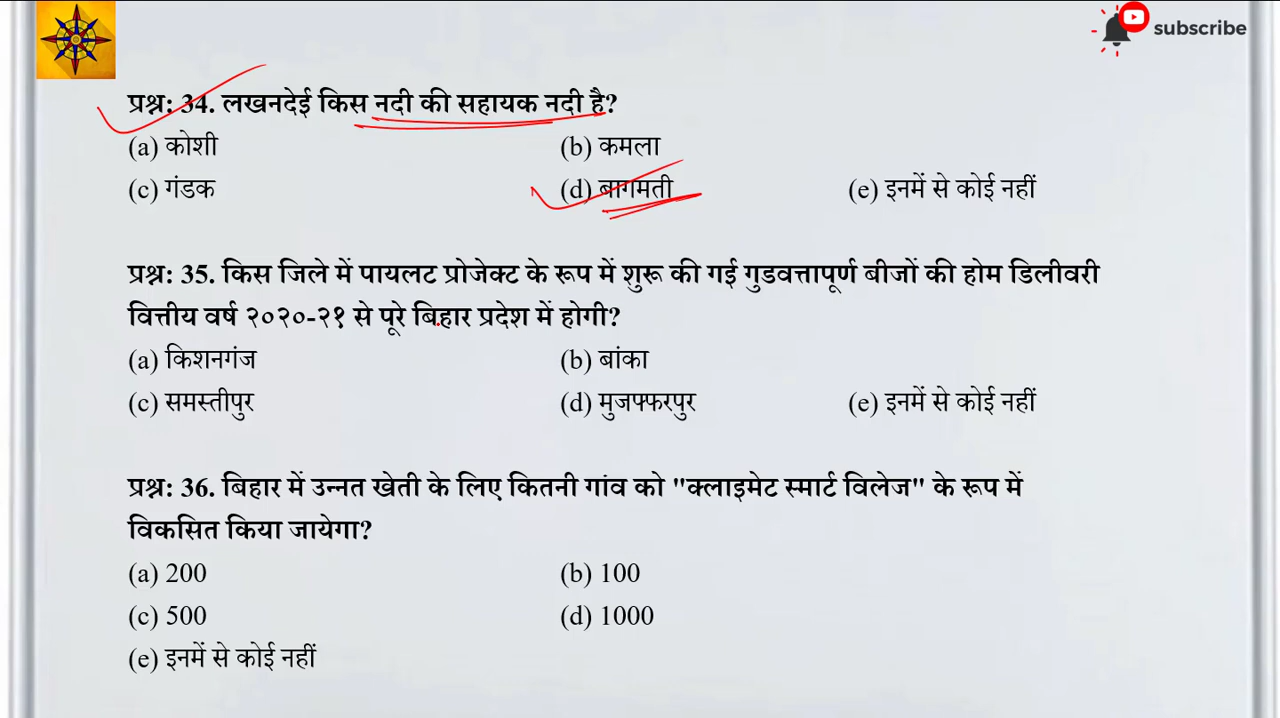 subscribe
प्रश्न: 34. लखनदेई किस नदी की सहायक नदी है?
(a) कोशी (b) कमला
(c) गंडक (d) बागमती (e) इनमें से कोई नहीं
प्रश्न: 35. किस जिले में पायलट प्रोजेक्ट के रूप में शुरू की गई गुडवत्तापूर्ण बीजों की होम डिलीवरी
वित्तीय वर्ष २०२०-२१ से पूरे बिहार प्रदेश में होगी?
(a) किशनगंज (b) बांका
(c) समस्तीपुर (d) मुजफ्फरपुर (e) इनमें से कोई नहीं
प्रश्न: 36. बिहार में उन्नत खेती के लिए कितनी गांव को "क्लाइमेट स्मार्ट विलेज" के रूप में
विकसित किया जायेगा?
(a) 200 (b) 100
(c) 500 (d) 1000
(e) इनमें से कोई नहीं